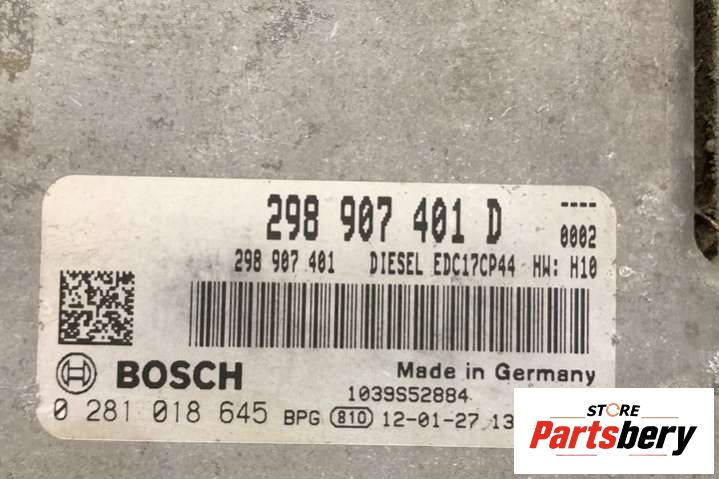 298 907 401 D ----
0002
298 907 401 DIESEL EDC17CP44 HW: H10
BOSCH Made in Germany
1039S52884
0 281 018 645 BPG 810 12-01-27 13
STORE
Partsbery